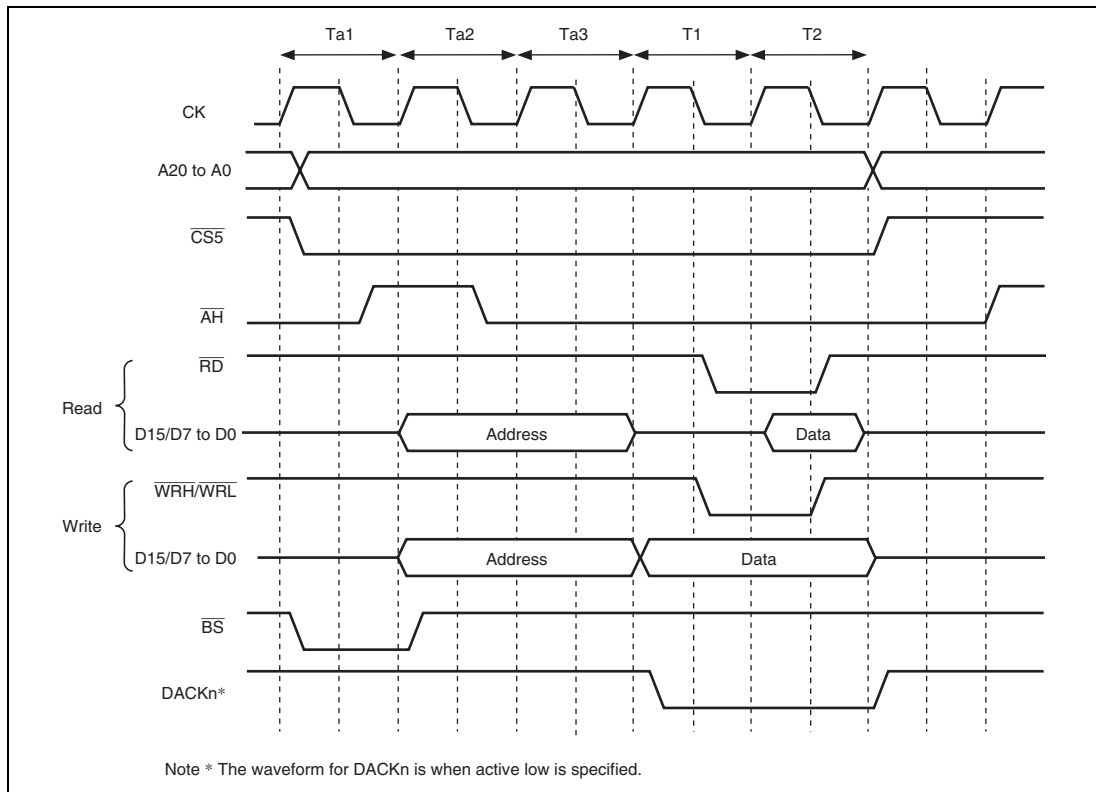 Ta1 Ta2 Ta3 T1 T2
CK
A20 to A0
CS5
AH
RD
Read
D15/D7 to D0 Address Data
WRH/WRL
Write
D15/D7 to D0 Address Data
BS
DACKn*
Note * The waveform for DACKn is when active low is specified.